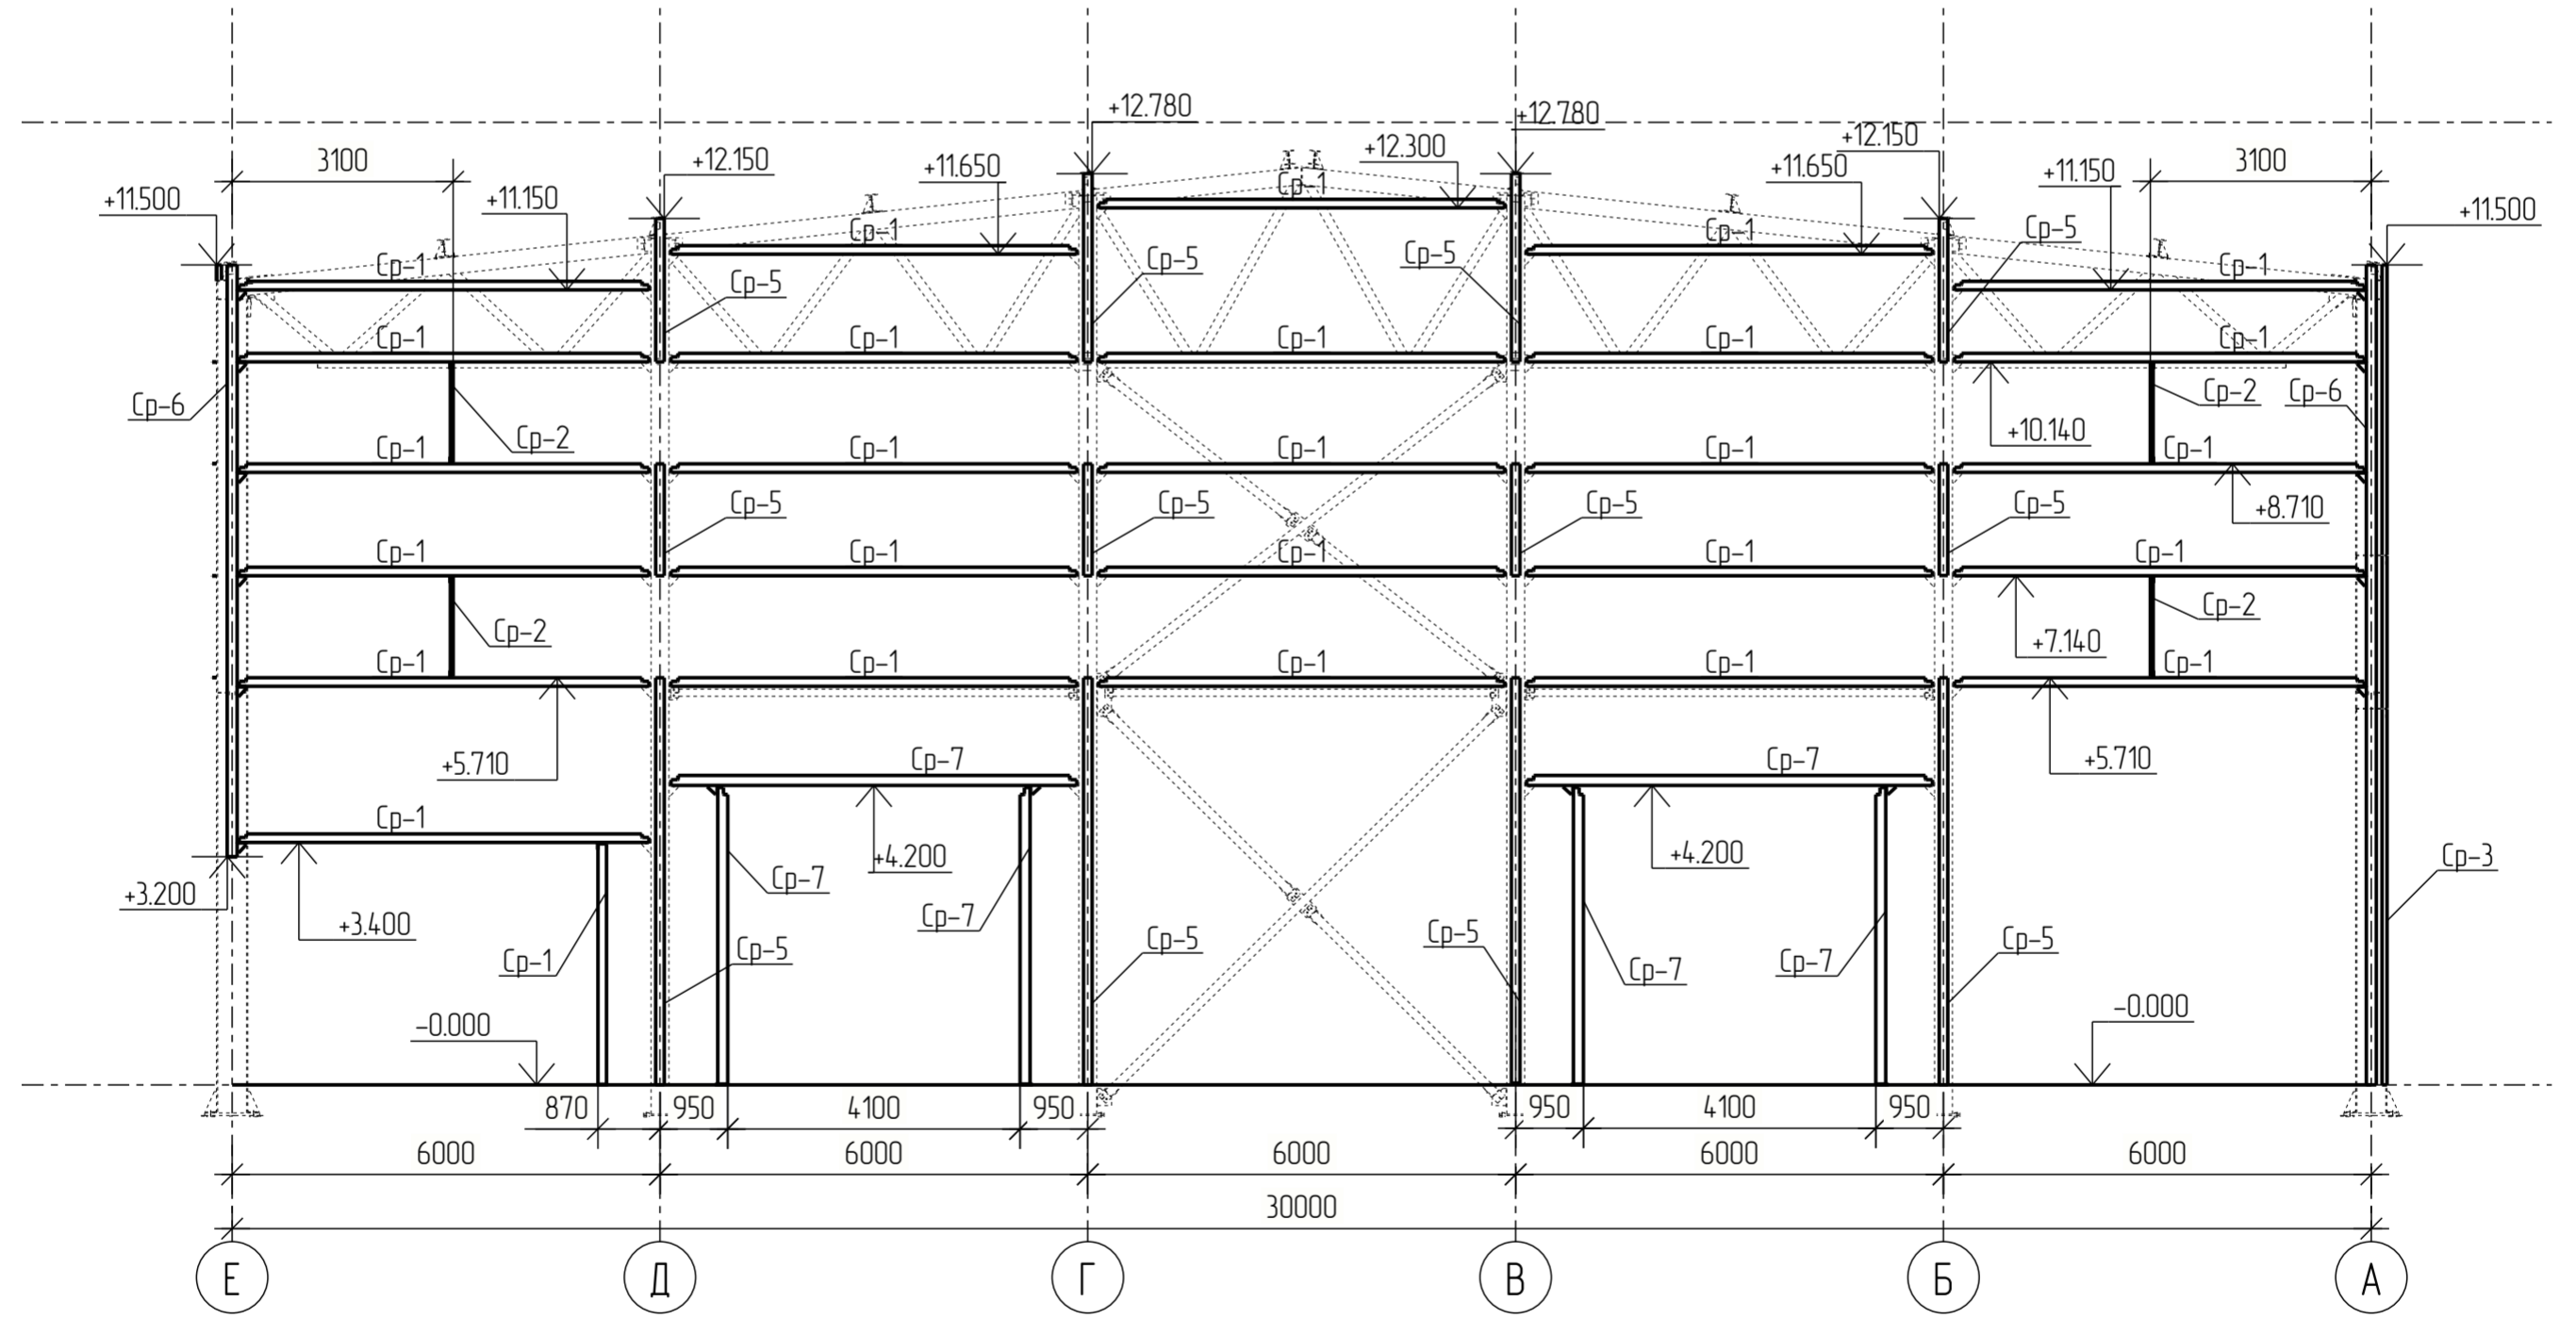 +12.780
+12.780
3100
+12.150
+11.650
+12.300
+11.650
+12.150
+11.150
3100
+11.500
+11.150
Ср-1
+11.500
Ср-1
Ср-1
Ср-5
Ср-1
Ср-5
Ср-5
Ср-5
Ср-1
Ср-1
Ср-1
Ср-1
Ср-1
Ср-1
Ср-6
Ср-2
Ср-2
Ср-6
+10.140
Ср-1
Ср-1
Ср-1
Ср-1
Ср-1
Ср-5
Ср-5
Ср-5
Ср-5
+8.710
Ср-1
Ср-1
Ср-1
Ср-1
Ср-1
Ср-2
Ср-2
+7.140
Ср-1
Ср-1
Ср-1
Ср-1
Ср-1
+5.710
Ср-7
Ср-7
+5.710
Ср-1
+4.200
+4.200
Ср-3
+3.200
Ср-7
+3.400
Ср-7
Ср-1
Ср-5
Ср-5
Ср-5
Ср-7
Ср-7
Ср-5
-0.000
-0.000
870
950
4100
950
950
4100
950
6000
6000
6000
6000
6000
30000
Е
Д
Г
В
Б
А